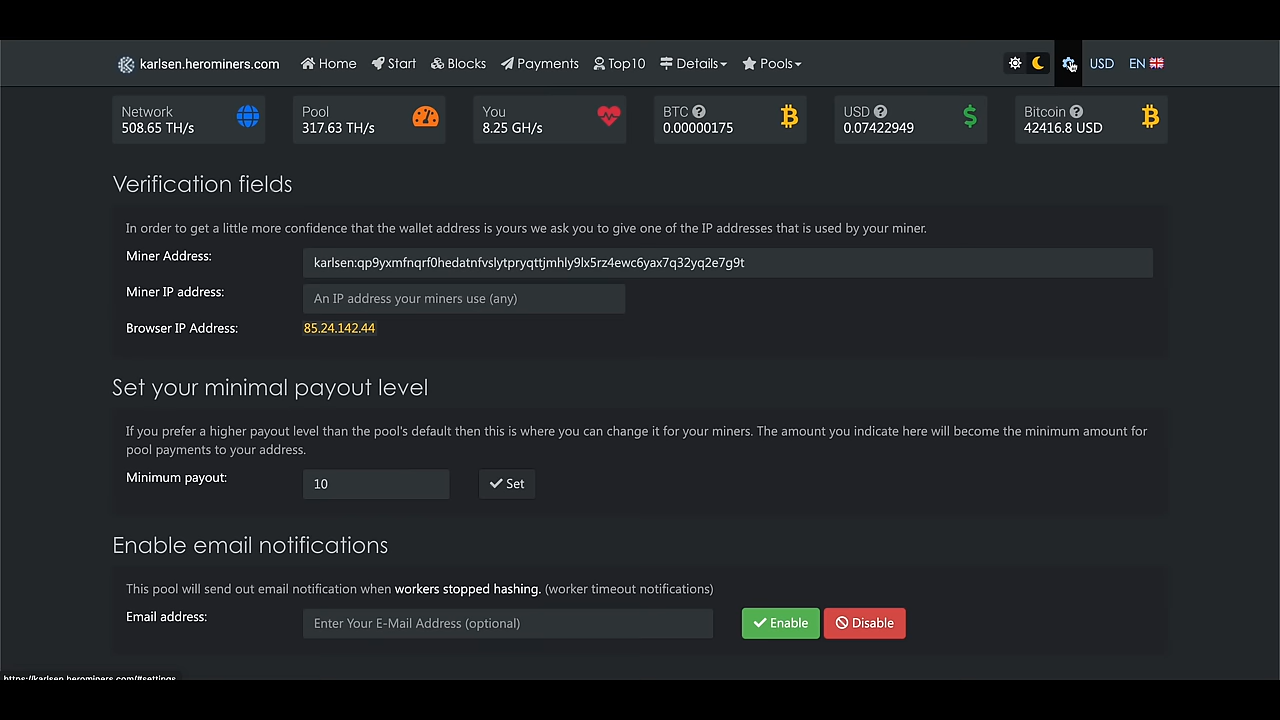 karlsen.herominers.com Home Start Blocks Payments Top10 Details Pools USD EN
Network Pool You BTC USD Bitcoin
508.65 TH/s 317.63 TH/s 8.25 GH/s 0.00000175 0.07422949 42416.8 USD
Verification fields
In order to get a little more confidence that the wallet address is yours we ask you to give one of the IP addresses that is used by your miner.
Miner Address: karlsen:qp9yxmfnqrf0hedatnfvslytpryqttjmhly9lx5rz4ewc6yax7q32yq2e7g9t
Miner IP address: An IP address your miners use (any)
Browser IP Address: 85.24.142.44
Set your minimal payout level
If you prefer a higher payout level than the pool's default then this is where you can change it for your miners. The amount you indicate here will become the minimum amount for
pool payments to your address.
Minimum payout: 10 Set
Enable email notifications
This pool will send out email notification when workers stopped hashing. (worker timeout notifications)
Email address: Enter Your E-Mail Address (optional) Enable Disable
https://karlsen.herominers.com/#settings